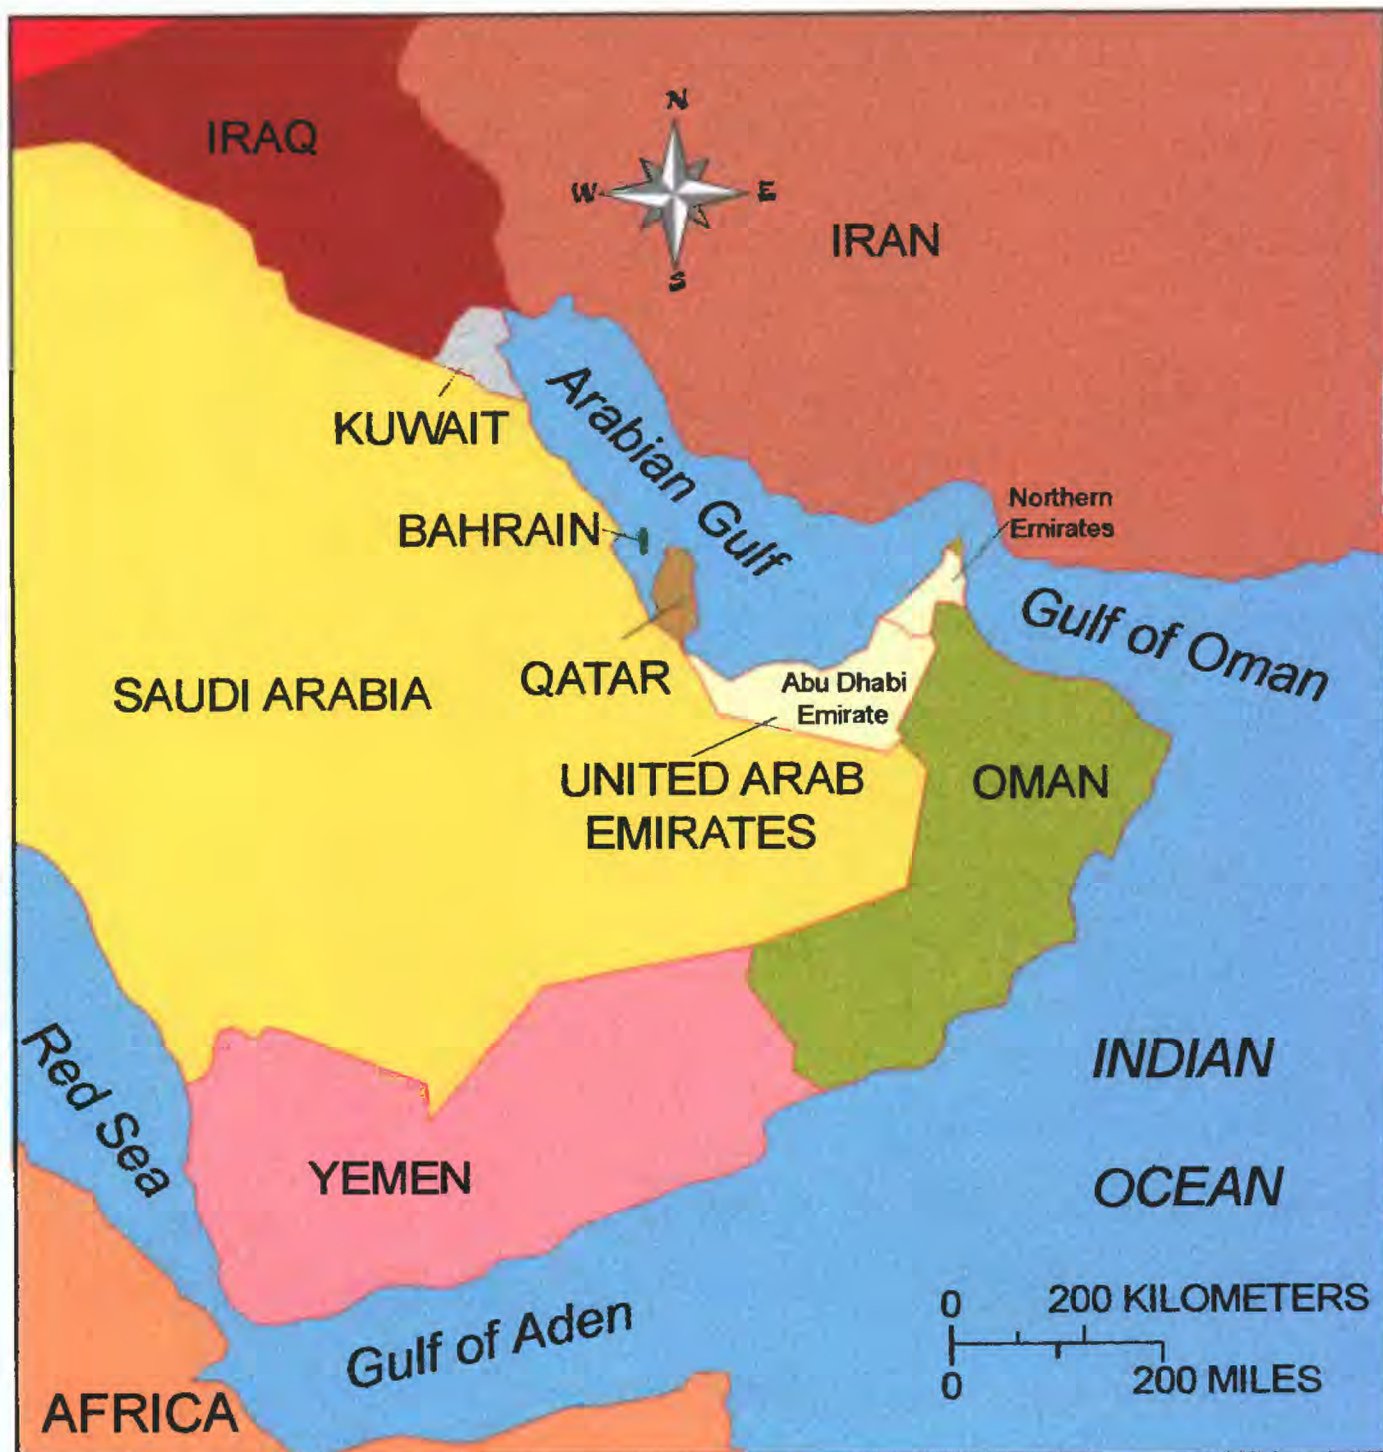 N
W
E
S
IRAQ
IRAN
KUWAIT
Arabian Gulf
BAHRAIN
Northern
Emirates
Gulf of Oman
QATAR
SAUDI ARABIA
Abu Dhabi
Emirate
UNITED ARAB
EMIRATES
OMAN
Red Sea
INDIAN
OCEAN
YEMEN
Gulf of Aden
AFRICA
0 200 KILOMETERS
0 200 MILES